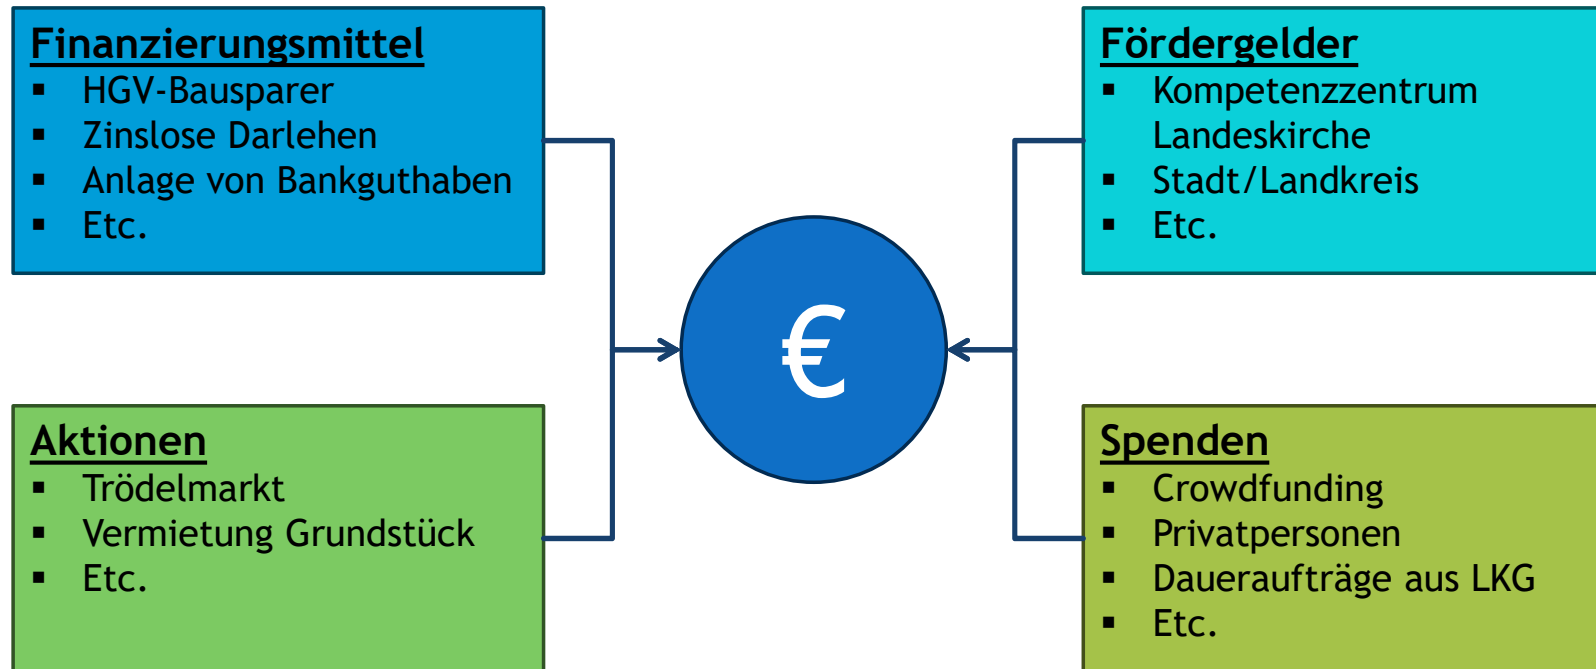 Finanzierungsmittel
▪ HGV-Bausparer
▪ Zinslose Darlehen
▪ Anlage von Bankguthaben
▪ Etc.
Fördergelder
▪ Kompetenzzentrum
Landeskirche
▪ Stadt/Landkreis
▪ Etc.
€
Aktionen
▪ Trödelmarkt
▪ Vermietung Grundstück
▪ Etc.
Spenden
▪ Crowdfunding
▪ Privatpersonen
▪ Daueraufträge aus LKG
▪ Etc.